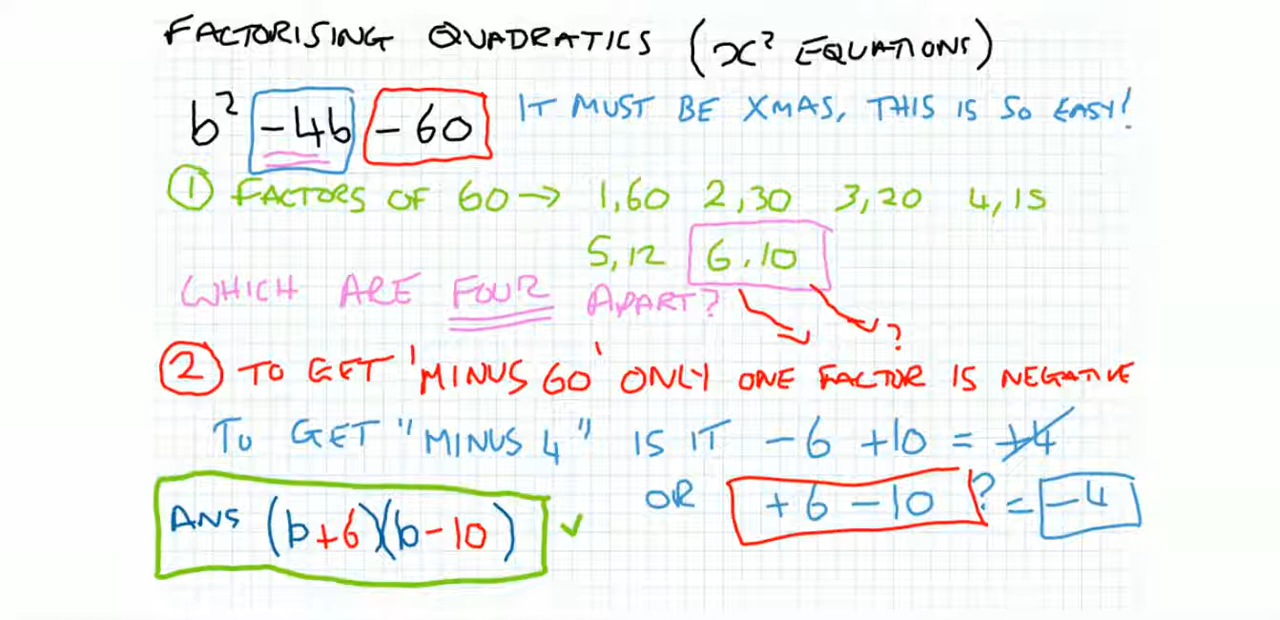 FACTORISING QUADRATICS (x² EQUATIONS)
b² -4b -60 IT MUST BE XMAS, THIS IS SO EASY!
① FACTORS OF 60 → 1,60 2,30 3,20 4,15
5,12 6,10
WHICH ARE FOUR APART?
?
② TO GET 'MINUS 60' ONLY ONE FACTOR IS NEGATIVE
TO GET "MINUS 4" IS IT -6 +10 = +4
OR +6 -10 ? = -4
ANS (b+6)(b-10) ✓